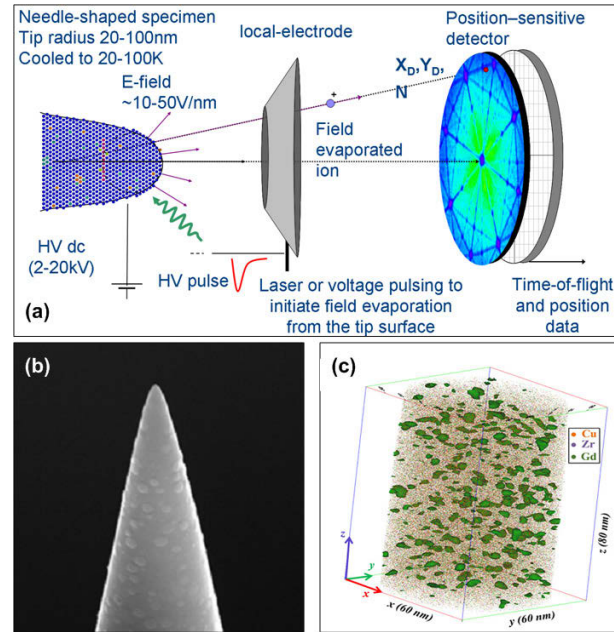 Needle-shaped specimen
Tip radius 20-100nm
Cooled to 20-100K
E-field
~10-50V/nm
local-electrode
Position–sensitive
detector
X_D,Y_D,
N
+
Field
evaporated
ion
HV dc
(2-20kV)
HV pulse
Laser or voltage pulsing to
initiate field evaporation
from the tip surface
Time-of-flight
and position
data
(a)
(b)
(c)
Cu
Zr
Gd
z
y
x
x (60 nm)
y (60 nm)
z (80 nm)